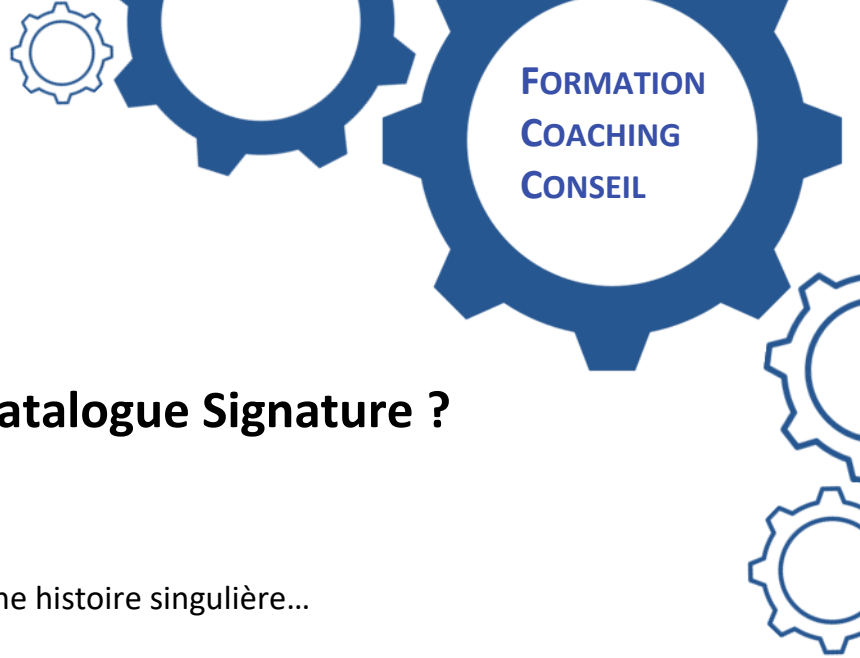 FORMATION
COACHING
CONSEIL
atalogue Signature ?
ne histoire singulière…